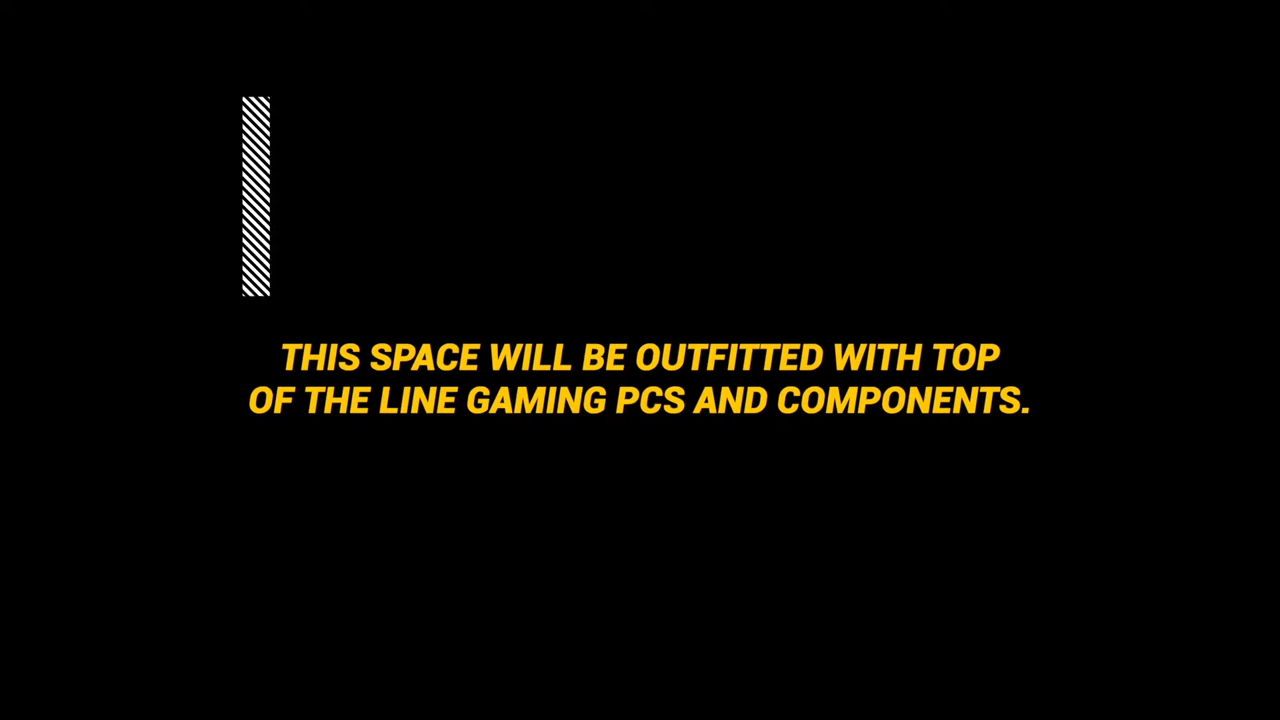 THIS SPACE WILL BE OUTFITTED WITH TOP
OF THE LINE GAMING PCS AND COMPONENTS.